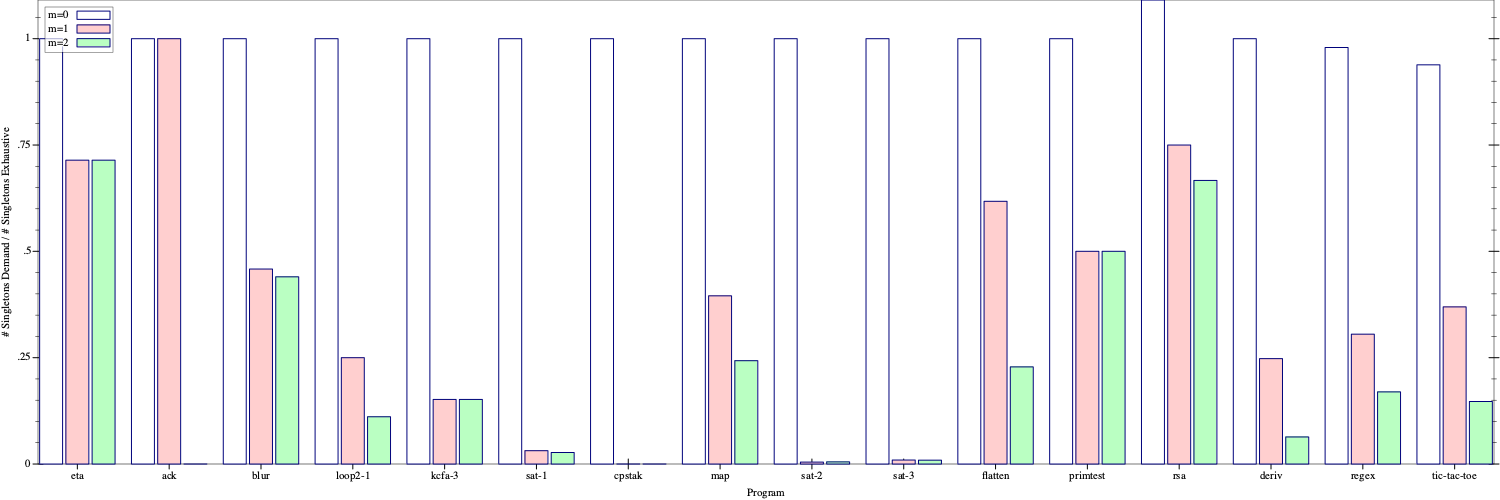 m=0
m=1
m=2
1
.75
.5
.25
0
# Singletons Demand / # Singletons Exhaustive
eta ack blur loop2-1 kcfa-3 sat-1 cpstak map sat-2 sat-3 flatten primtest rsa deriv regex tic-tac-toe
Program